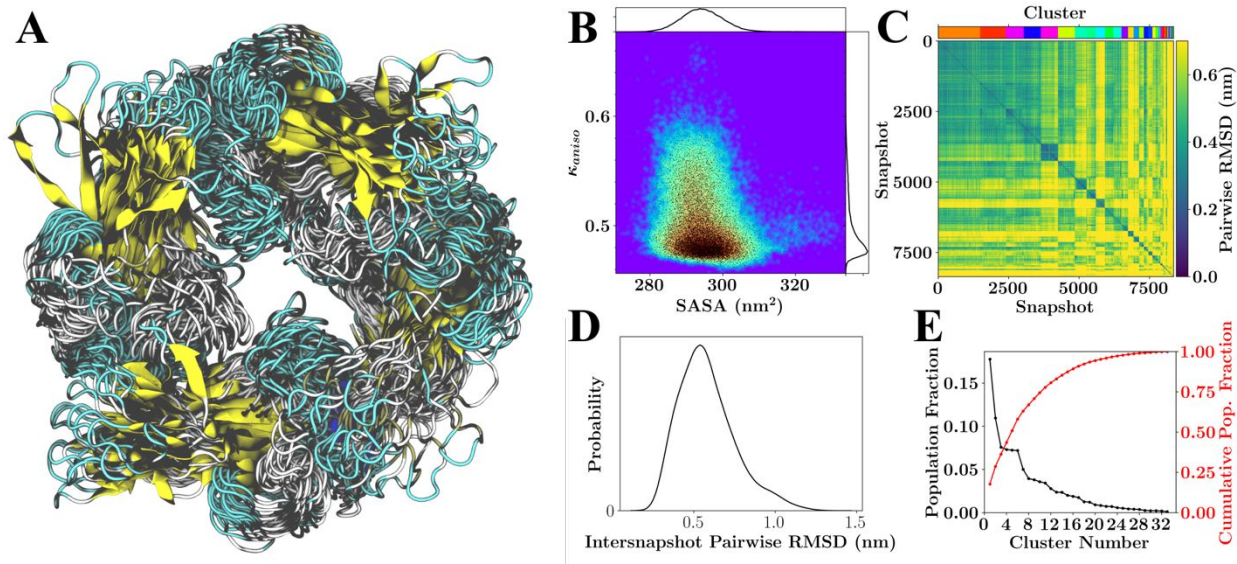 A
B
0.6
0.5
κaniso
280 300 320
SASA (nm²)
C
Cluster
0 2500 5000 7500
0
2500
5000
7500
Snapshot
Snapshot
0.6
0.4
0.2
0.0
Pairwise RMSD (nm)
D
Probability
0
0.5 1.0 1.5
Intersnapshot Pairwise RMSD (nm)
E
Population Fraction
0.15
0.10
0.05
0.00
0 4 8 12 16 20 24 28 32
Cluster Number
1.00
0.75
0.50
0.25
0.00
Cumulative Pop. Fraction